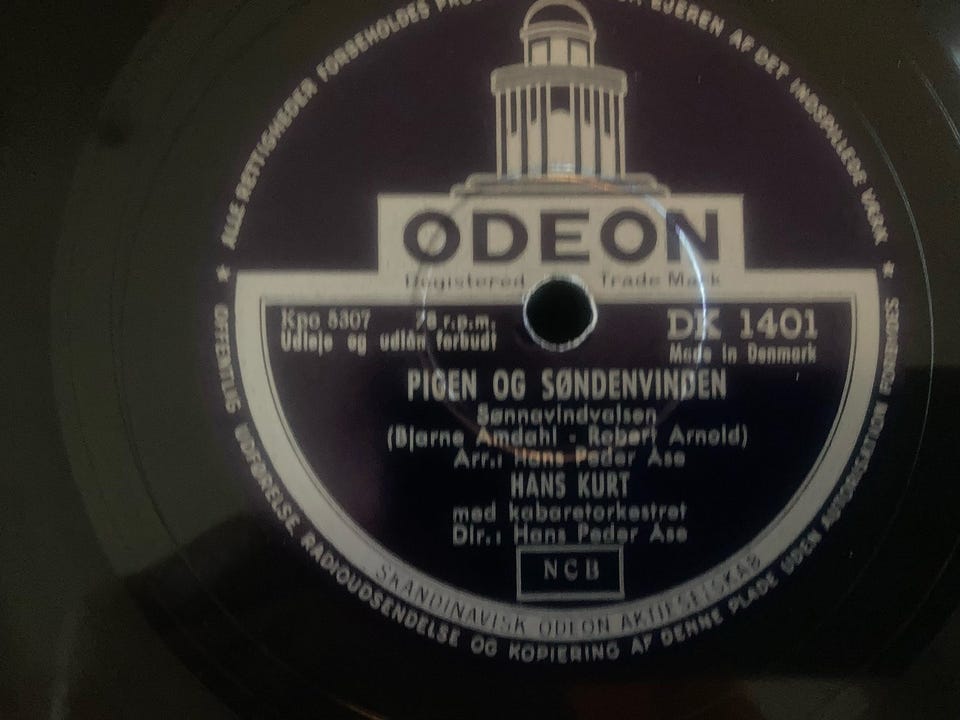 ALLE RETTIGHEDER FORBEHOLDES EJEREN AF DET INDSPILLEDE VÆRK
ODEON
Registered Trade Mark
Kpo 5307 78 r.p.m. DK 1401
Udleje og udlån forbudt Made in Denmark
PIGEN OG SØNDENVINDEN
Sønnavindvalsen
(Bjarne Amdahl - Robert Arnold)
Arr.: Hans Peder Åse
HANS KURT
med kabaretorkestret
Dir.: Hans Peder Åse
NCB
SKANDINAVISK ODEON AKTIESELSKAB
★ OFFENTLIG UDFØRELSE, RADIOUDSENDELSE OG KOPIERING AF DENNE PLADE UDEN AUTORISATION FORBYDES ★